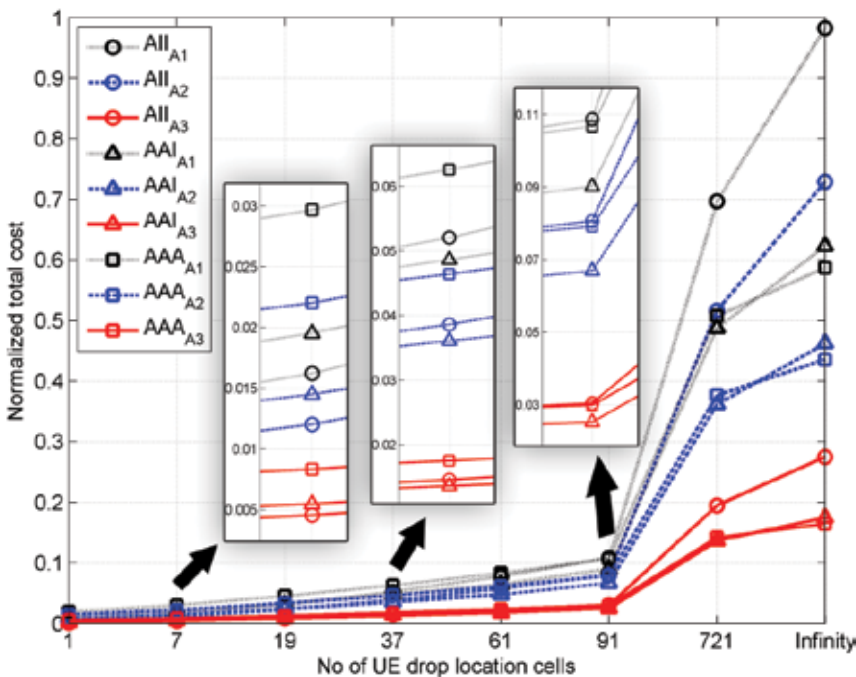 1
0.9
0.8
0.7
0.6
0.5
0.4
0.3
0.2
0.1
0
Normalized total cost
AII A1
AII A2
AII A3
AAI A1
AAI A2
AAI A3
AAA A1
AAA A2
AAA A3
0.03
0.025
0.02
0.015
0.01
0.005
0.06
0.05
0.04
0.03
0.02
0.11
0.09
0.07
0.05
0.03
1 7 19 37 61 91 721 Infinity
No of UE drop location cells